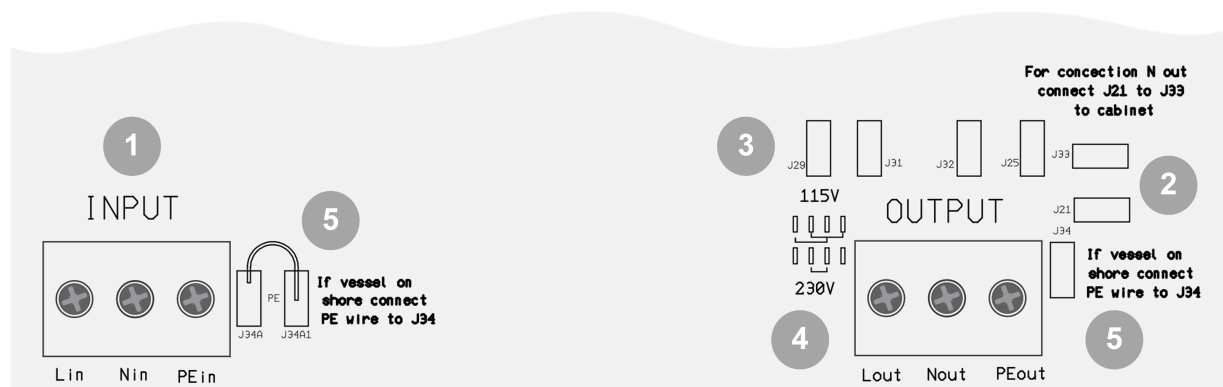 For concection N out
connect J21 to J33
to cabinet
1
3
J29
J31
J32
J25
J33
2
115V
INPUT
5
OUTPUT
J21
J34
If vessel on
shore connect
PE wire to J34
PE
J34A
J34A1
230V
If vessel on
shore connect
PE wire to J34
4
5
Lin
Nin
PEin
Lout
Nout
PEout